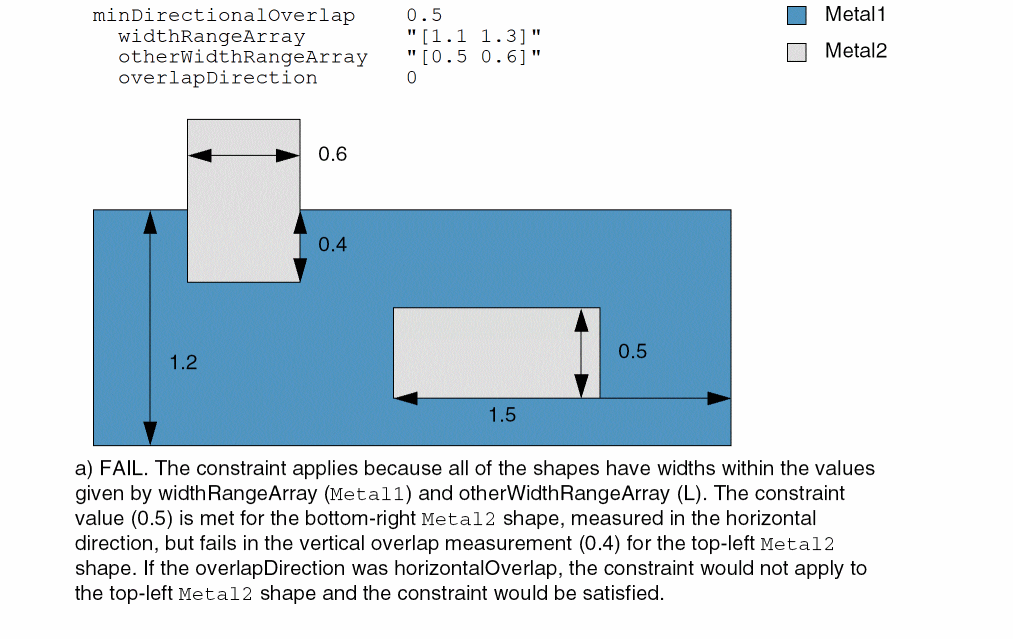 minDirectionalOverlap 0.5
widthRangeArray "[1.1 1.3]"
otherWidthRangeArray "[0.5 0.6]"
overlapDirection 0
Metal1
Metal2
0.6
0.4
1.2
0.5
1.5
a) FAIL. The constraint applies because all of the shapes have widths within the values
given by widthRangeArray (Metal1) and otherWidthRangeArray (L). The constraint
value (0.5) is met for the bottom-right Metal2 shape, measured in the horizontal
direction, but fails in the vertical overlap measurement (0.4) for the top-left Metal2
shape. If the overlapDirection was horizontalOverlap, the constraint would not apply to
the top-left Metal2 shape and the constraint would be satisfied.